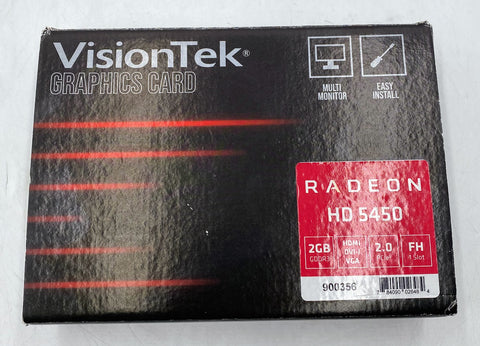 VisionTek®
GRAPHICS CARD
MULTI
MONITOR
EASY
INSTALL
RADEON
HD 5450
2GB
GDDR3
HDMI
DVI-I
VGA
2.0
PCIe
FH
1 Slot
900356